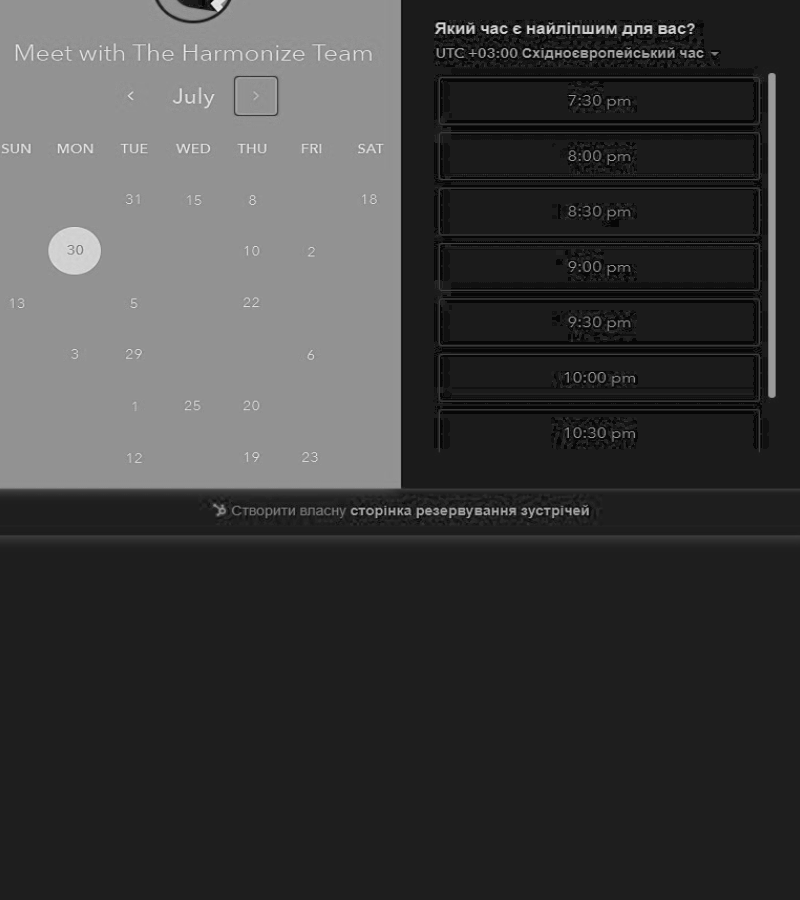 Meet with The Harmonize Team
July
SUN MON TUE WED THU FRI SAT
31 15 8 18
30 10 2
13 5 22
3 29 6
1 25 20
12 19 23
Який час є найліпшим для вас?
UTC +03:00 Східноєвропейський час
7:30 pm
8:00 pm
8:30 pm
9:00 pm
9:30 pm
10:00 pm
10:30 pm
Створити власну сторінка резервування зустрічей